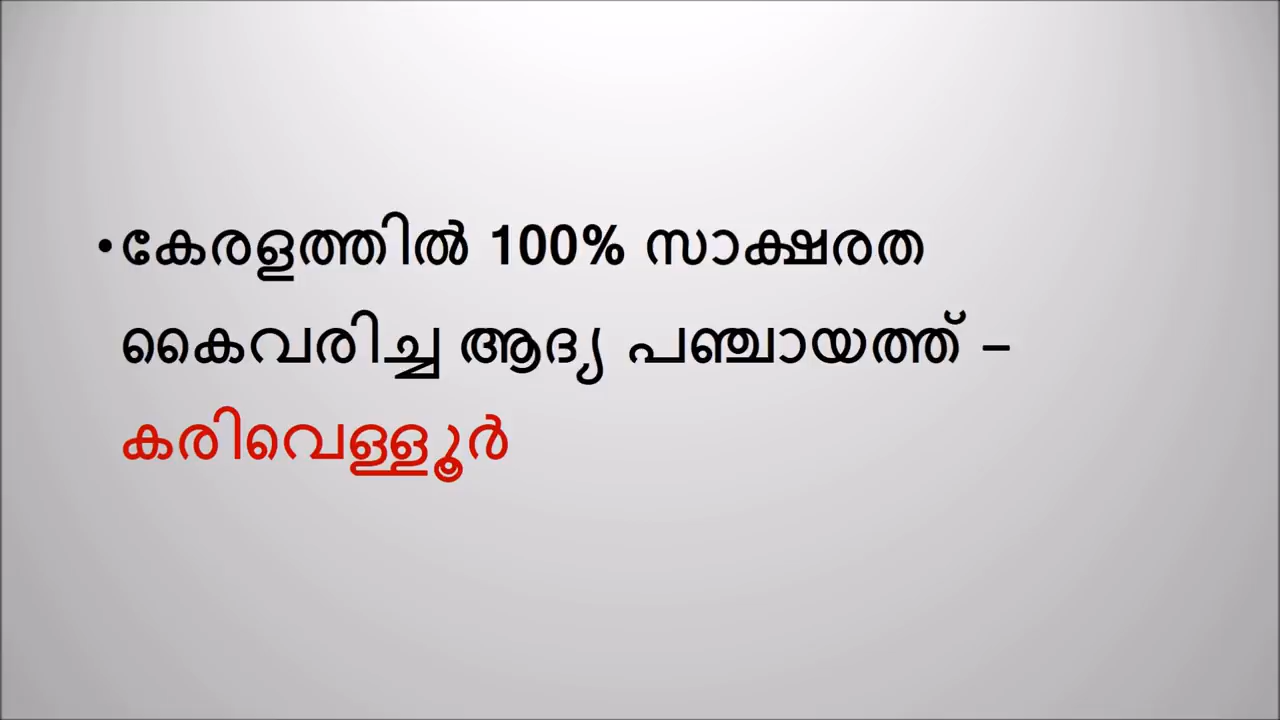 •കേരളത്തിൽ 100% സാക്ഷരത
കൈവരിച്ച ആദ്യ പഞ്ചായത്ത് –
കരിവെള്ളൂർ